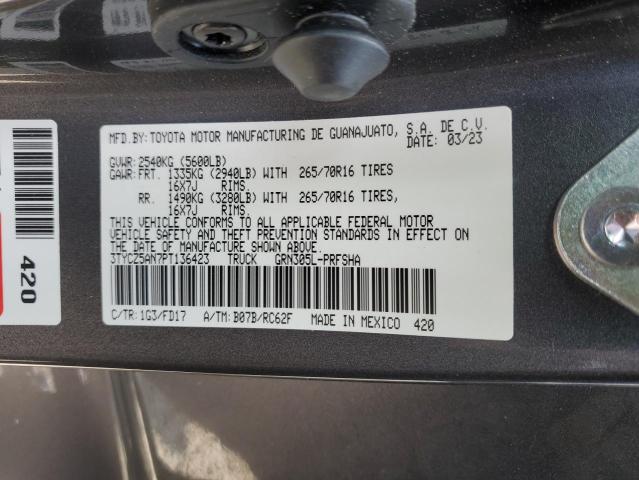 MFD.BY:TOYOTA MOTOR MANUFACTURING DE GUANAJUATO, S.A. DE C.V.
DATE: 03/23
GVWR: 2540KG (5600LB)
GAWR: FRT. 1335KG (2940LB) WITH 265/70R16 TIRES
16X7J RIMS.
RR. 1490KG (3280LB) WITH 265/70R16 TIRES,
16X7J RIMS.
THIS VEHICLE CONFORMS TO ALL APPLICABLE FEDERAL MOTOR
VEHICLE SAFETY AND THEFT PREVENTION STANDARDS IN EFFECT ON
THE DATE OF MANUFACTURE SHOWN ABOVE.
3TYCZ5AN7PT136423 TRUCK GRN305L-PRFSHA
C/TR: 1G3/FD17 A/TM: B07B/RC62F MADE IN MEXICO 420
420